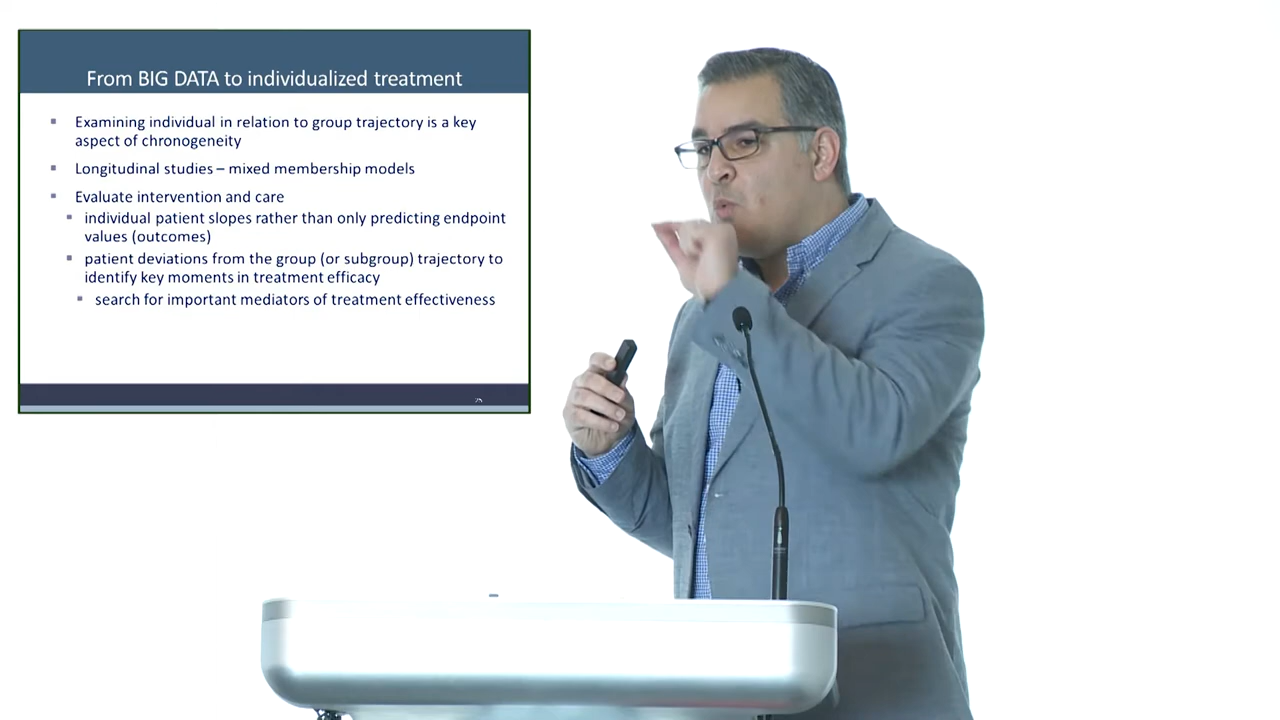 From BIG DATA to individualized treatment
Examining individual in relation to group trajectory is a key
aspect of chronogeneity
Longitudinal studies – mixed membership models
Evaluate intervention and care
individual patient slopes rather than only predicting endpoint
values (outcomes)
patient deviations from the group (or subgroup) trajectory to
identify key moments in treatment efficacy
search for important mediators of treatment effectiveness